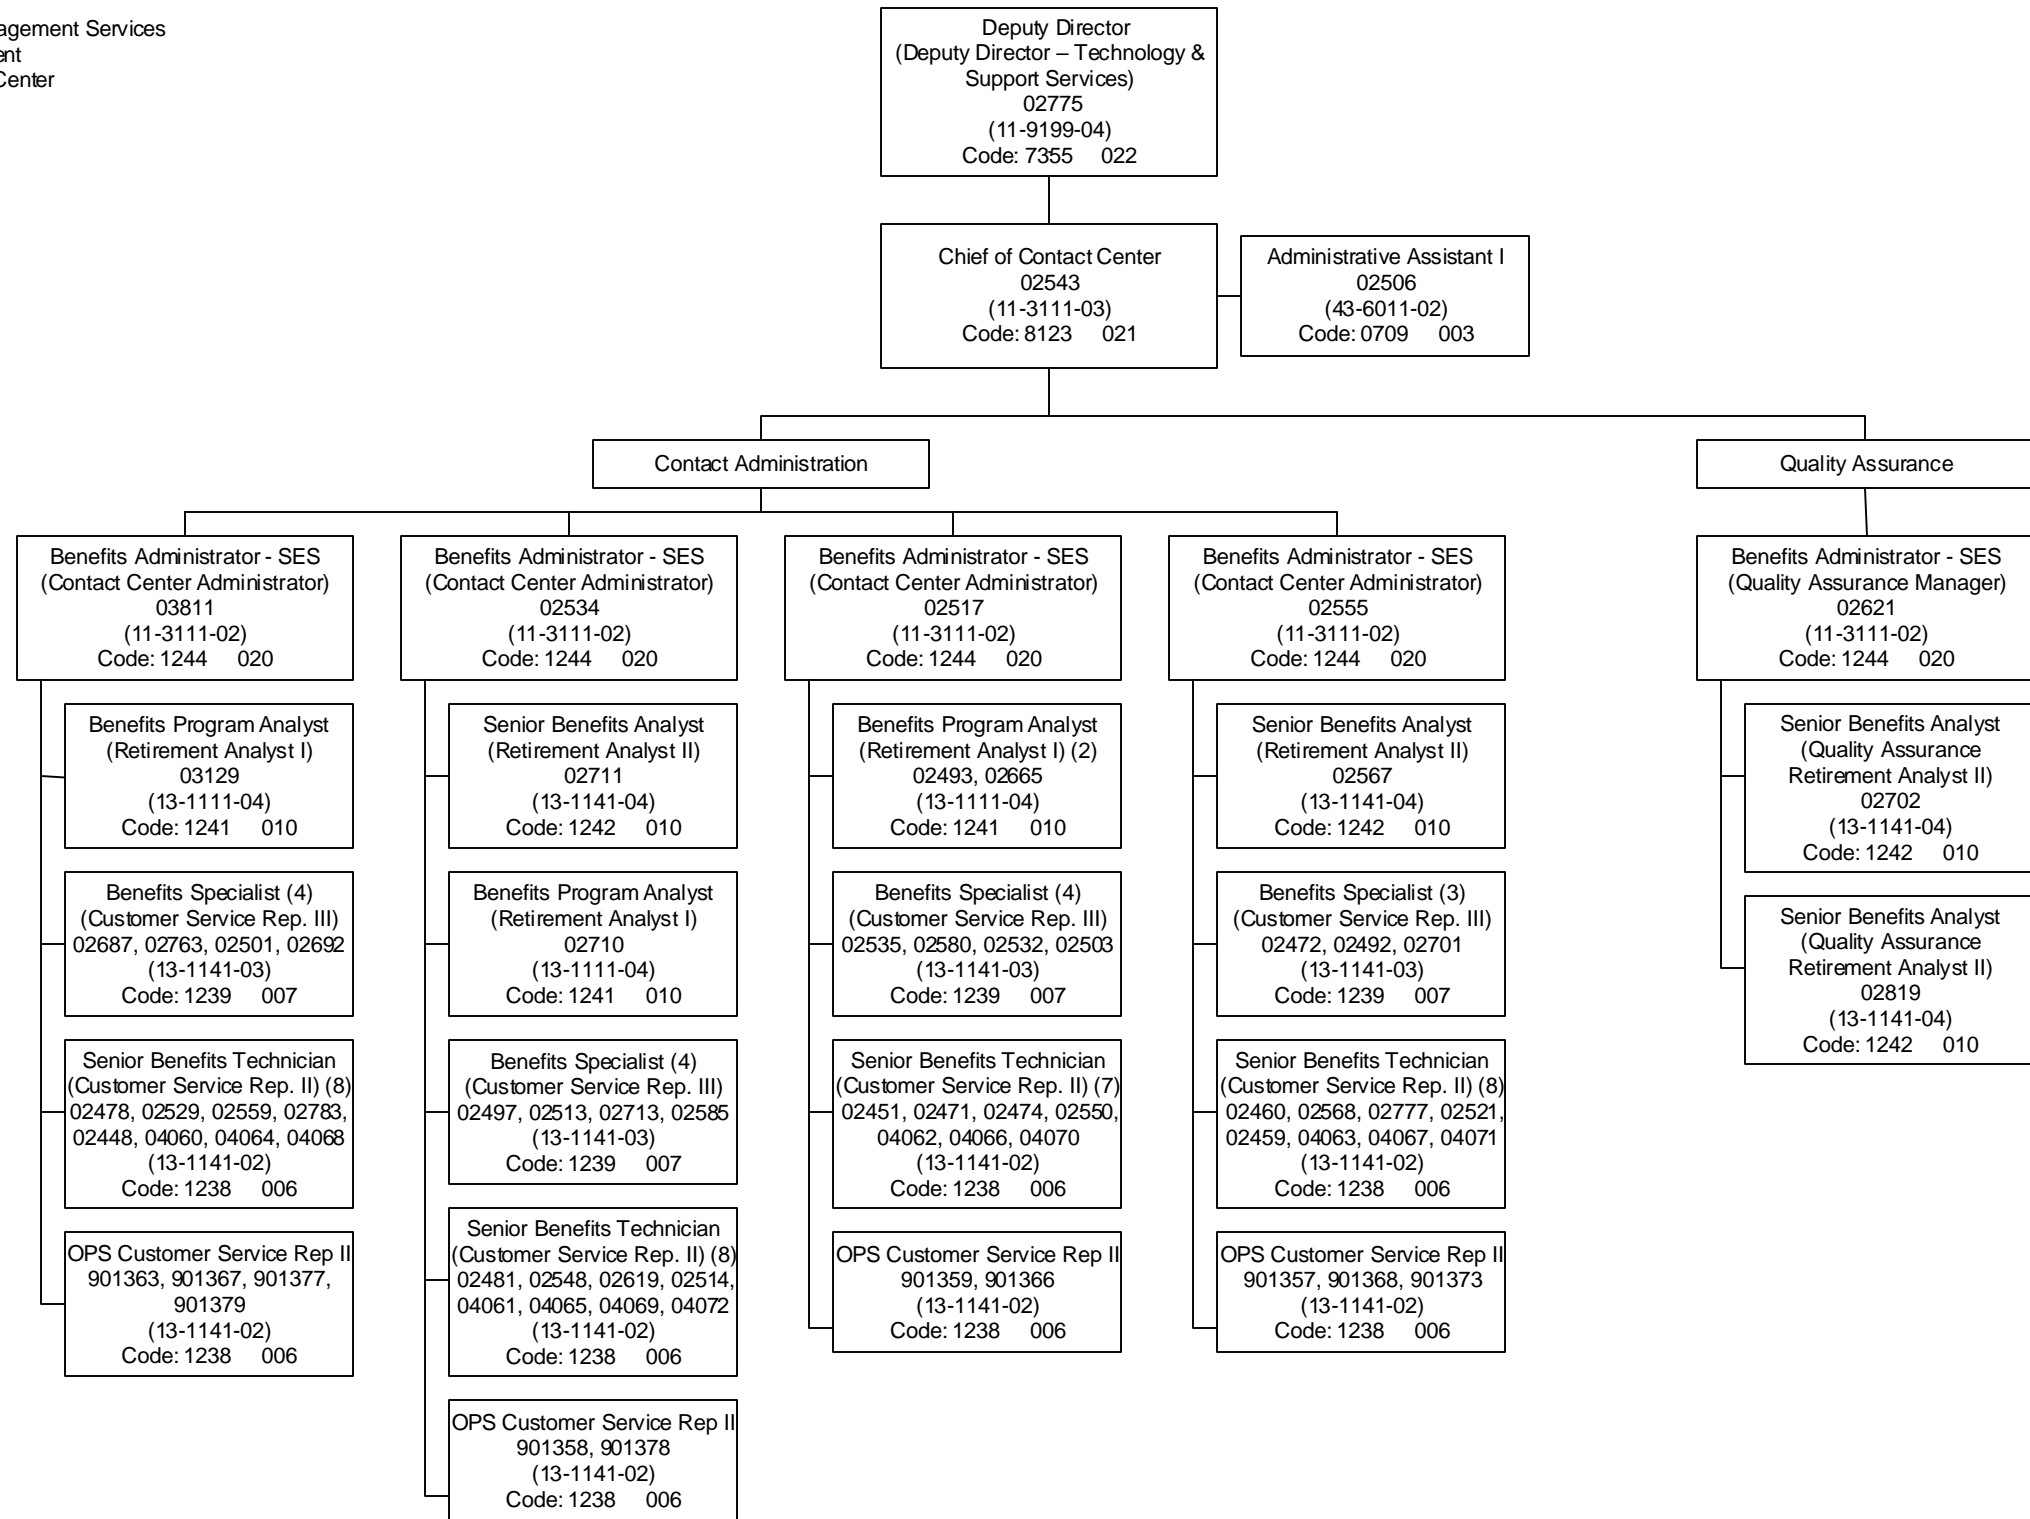 agement Services
ent
Center
Deputy Director
(Deputy Director – Technology &
Support Services)
02775
(11-9199-04)
Code: 7355 022
Chief of Contact Center
02543
(11-3111-03)
Code: 8123 021
Administrative Assistant I
02506
(43-6011-02)
Code: 0709 003
Contact Administration
Quality Assurance
Benefits Administrator - SES
(Contact Center Administrator)
03811
(11-3111-02)
Code: 1244 020
Benefits Program Analyst
(Retirement Analyst I)
03129
(13-1111-04)
Code: 1241 010
Benefits Specialist (4)
(Customer Service Rep. III)
02687, 02763, 02501, 02692
(13-1141-03)
Code: 1239 007
Senior Benefits Technician
(Customer Service Rep. II) (8)
02478, 02529, 02559, 02783,
02448, 04060, 04064, 04068
(13-1141-02)
Code: 1238 006
OPS Customer Service Rep II
901363, 901367, 901377,
901379
(13-1141-02)
Code: 1238 006
Benefits Administrator - SES
(Contact Center Administrator)
02534
(11-3111-02)
Code: 1244 020
Senior Benefits Analyst
(Retirement Analyst II)
02711
(13-1141-04)
Code: 1242 010
Benefits Program Analyst
(Retirement Analyst I)
02710
(13-1111-04)
Code: 1241 010
Benefits Specialist (4)
(Customer Service Rep. III)
02497, 02513, 02713, 02585
(13-1141-03)
Code: 1239 007
Senior Benefits Technician
(Customer Service Rep. II) (8)
02481, 02548, 02619, 02514,
04061, 04065, 04069, 04072
(13-1141-02)
Code: 1238 006
OPS Customer Service Rep II
901358, 901378
(13-1141-02)
Code: 1238 006
Benefits Administrator - SES
(Contact Center Administrator)
02517
(11-3111-02)
Code: 1244 020
Benefits Program Analyst
(Retirement Analyst I) (2)
02493, 02665
(13-1111-04)
Code: 1241 010
Benefits Specialist (4)
(Customer Service Rep. III)
02535, 02580, 02532, 02503
(13-1141-03)
Code: 1239 007
Senior Benefits Technician
(Customer Service Rep. II) (7)
02451, 02471, 02474, 02550,
04062, 04066, 04070
(13-1141-02)
Code: 1238 006
OPS Customer Service Rep II
901359, 901366
(13-1141-02)
Code: 1238 006
Benefits Administrator - SES
(Contact Center Administrator)
02555
(11-3111-02)
Code: 1244 020
Senior Benefits Analyst
(Retirement Analyst II)
02567
(13-1141-04)
Code: 1242 010
Benefits Specialist (3)
(Customer Service Rep. III)
02472, 02492, 02701
(13-1141-03)
Code: 1239 007
Senior Benefits Technician
(Customer Service Rep. II) (8)
02460, 02568, 02777, 02521,
02459, 04063, 04067, 04071
(13-1141-02)
Code: 1238 006
OPS Customer Service Rep II
901357, 901368, 901373
(13-1141-02)
Code: 1238 006
Benefits Administrator - SES
(Quality Assurance Manager)
02621
(11-3111-02)
Code: 1244 020
Senior Benefits Analyst
(Quality Assurance
Retirement Analyst II)
02702
(13-1141-04)
Code: 1242 010
Senior Benefits Analyst
(Quality Assurance
Retirement Analyst II)
02819
(13-1141-04)
Code: 1242 010